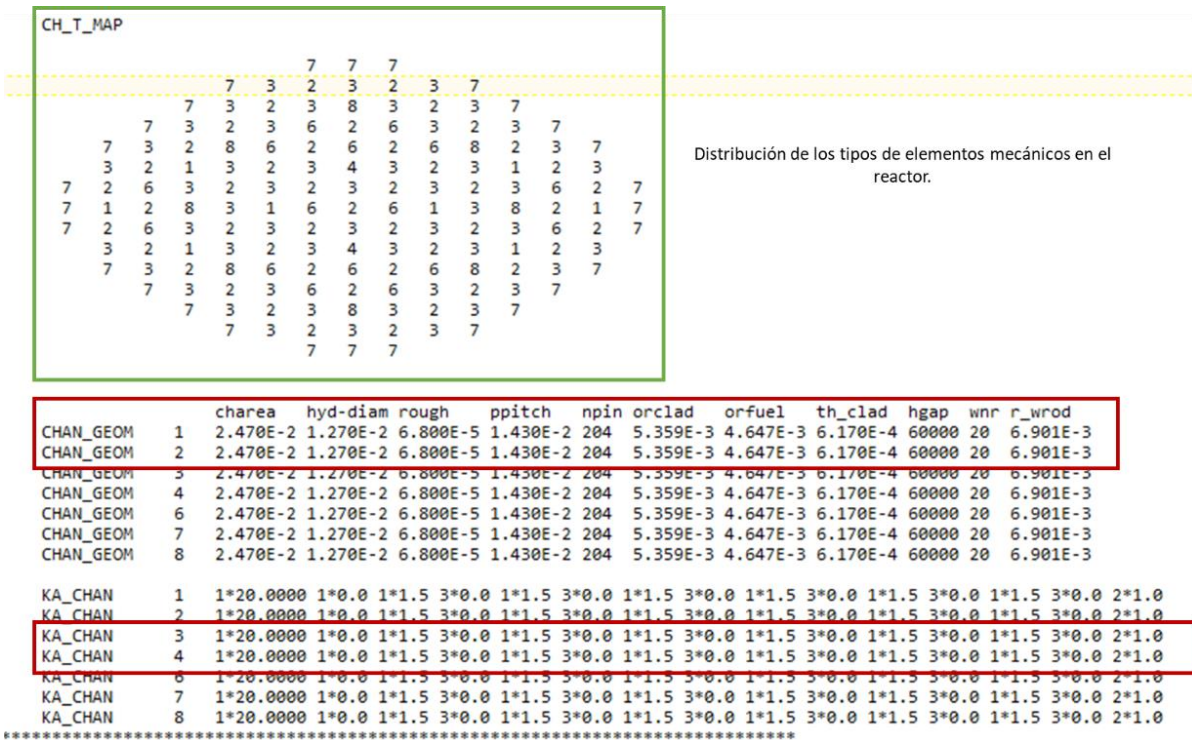 CH_T_MAP
7 7 7
7 3 2 3 2 3 7
7 3 2 3 8 3 2 3 7
7 3 2 3 6 2 6 3 2 3 7
7 3 2 8 6 2 6 2 6 8 2 3 7
3 2 1 3 2 3 4 3 2 3 1 2 3
7 2 6 3 2 3 2 3 2 3 2 3 6 2 7
7 1 2 8 3 1 6 2 6 1 3 8 2 1 7
7 2 6 3 2 3 2 3 2 3 2 3 6 2 7
3 2 1 3 2 3 4 3 2 3 1 2 3
7 3 2 8 6 2 6 2 6 8 2 3 7
7 3 2 3 6 2 6 3 2 3 7
7 3 2 3 8 3 2 3 7
7 3 2 3 2 3 7
7 7 7
Distribución de los tipos de elementos mecánicos en el
reactor.
charea hyd-diam rough ppitch npin orclad orfuel th_clad hgap wnr r_wrod
CHAN_GEOM 1 2.470E-2 1.270E-2 6.800E-5 1.430E-2 204 5.359E-3 4.647E-3 6.170E-4 60000 20 6.901E-3
CHAN_GEOM 2 2.470E-2 1.270E-2 6.800E-5 1.430E-2 204 5.359E-3 4.647E-3 6.170E-4 60000 20 6.901E-3
CHAN_GEOM 3 2.470E-2 1.270E-2 6.800E-5 1.430E-2 204 5.359E-3 4.647E-3 6.170E-4 60000 20 6.901E-3
CHAN_GEOM 4 2.470E-2 1.270E-2 6.800E-5 1.430E-2 204 5.359E-3 4.647E-3 6.170E-4 60000 20 6.901E-3
CHAN_GEOM 6 2.470E-2 1.270E-2 6.800E-5 1.430E-2 204 5.359E-3 4.647E-3 6.170E-4 60000 20 6.901E-3
CHAN_GEOM 7 2.470E-2 1.270E-2 6.800E-5 1.430E-2 204 5.359E-3 4.647E-3 6.170E-4 60000 20 6.901E-3
CHAN_GEOM 8 2.470E-2 1.270E-2 6.800E-5 1.430E-2 204 5.359E-3 4.647E-3 6.170E-4 60000 20 6.901E-3
KA_CHAN 1 1*20.0000 1*0.0 1*1.5 3*0.0 1*1.5 3*0.0 1*1.5 3*0.0 1*1.5 3*0.0 1*1.5 3*0.0 1*1.5 3*0.0 2*1.0
KA_CHAN 2 1*20.0000 1*0.0 1*1.5 3*0.0 1*1.5 3*0.0 1*1.5 3*0.0 1*1.5 3*0.0 1*1.5 3*0.0 1*1.5 3*0.0 2*1.0
KA_CHAN 3 1*20.0000 1*0.0 1*1.5 3*0.0 1*1.5 3*0.0 1*1.5 3*0.0 1*1.5 3*0.0 1*1.5 3*0.0 1*1.5 3*0.0 2*1.0
KA_CHAN 4 1*20.0000 1*0.0 1*1.5 3*0.0 1*1.5 3*0.0 1*1.5 3*0.0 1*1.5 3*0.0 1*1.5 3*0.0 1*1.5 3*0.0 2*1.0
KA_CHAN 6 1*20.0000 1*0.0 1*1.5 3*0.0 1*1.5 3*0.0 1*1.5 3*0.0 1*1.5 3*0.0 1*1.5 3*0.0 1*1.5 3*0.0 2*1.0
KA_CHAN 7 1*20.0000 1*0.0 1*1.5 3*0.0 1*1.5 3*0.0 1*1.5 3*0.0 1*1.5 3*0.0 1*1.5 3*0.0 1*1.5 3*0.0 2*1.0
KA_CHAN 8 1*20.0000 1*0.0 1*1.5 3*0.0 1*1.5 3*0.0 1*1.5 3*0.0 1*1.5 3*0.0 1*1.5 3*0.0 1*1.5 3*0.0 2*1.0
********************************************************************************